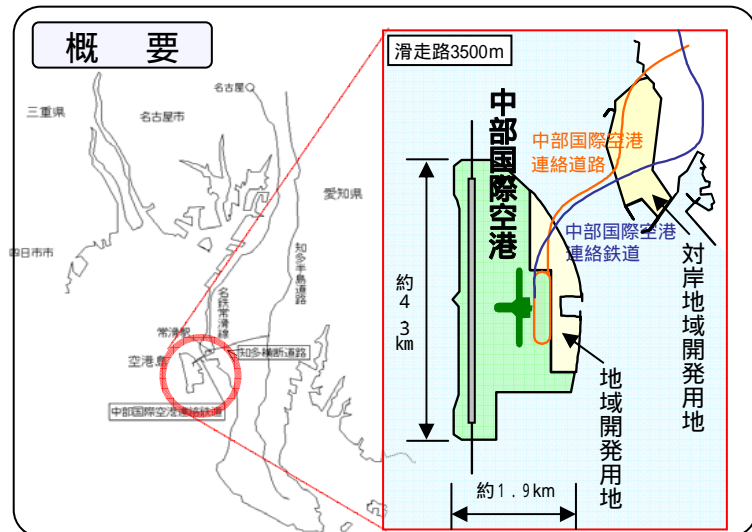 概 要
名古屋
三重県
名古屋市
愛知県
四日市市
知多半島道路
名鉄常滑線
常滑駅
空港島
知多横断道路
中部国際空港連絡鉄道
滑走路3500m
中部国際空港
中部国際空港
連絡道路
中部国際空港
連絡鉄道
約4.3km
約1.9km
地域開発用地
対岸地域開発用地